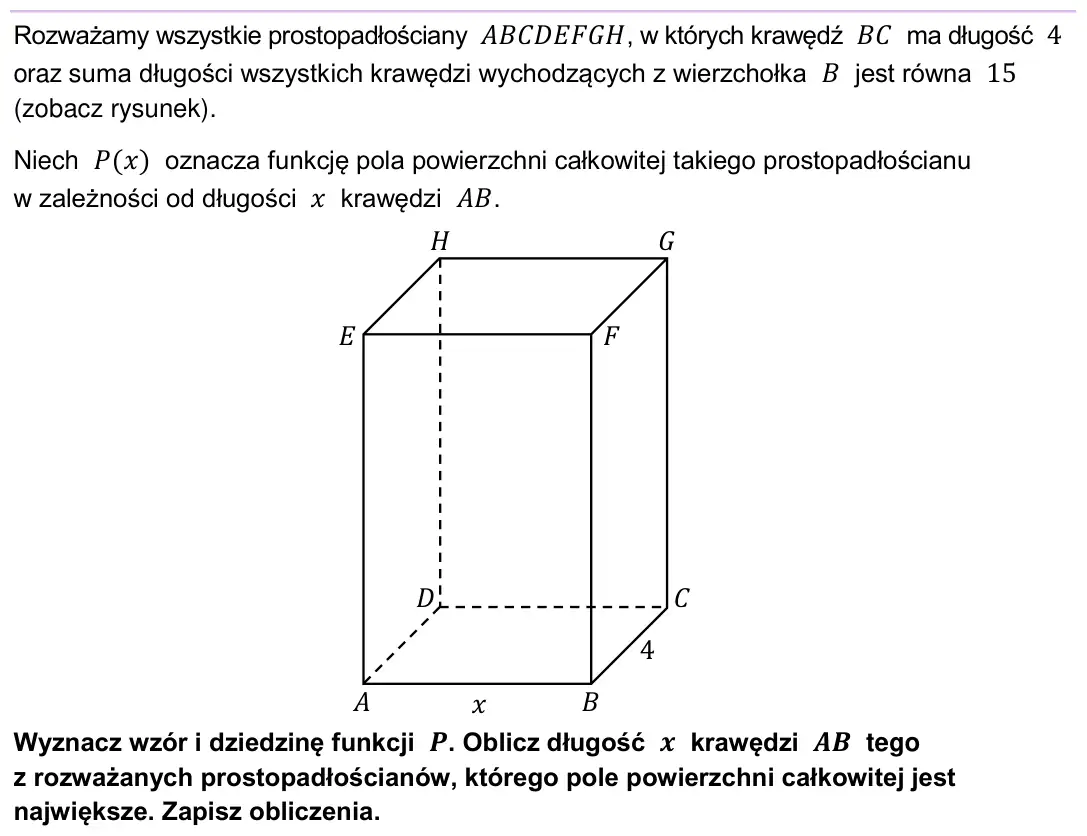 Rozważamy wszystkie prostopadłościany ABCDEFGH, w których krawędź BC ma długość 4
oraz suma długości wszystkich krawędzi wychodzących z wierzchołka B jest równa 15
(zobacz rysunek).
Niech P(x) oznacza funkcję pola powierzchni całkowitej takiego prostopadłościanu
w zależności od długości x krawędzi AB.
H G
E F
D C
4
A x B
Wyznacz wzór i dziedzinę funkcji P. Oblicz długość x krawędzi AB tego
z rozważanych prostopadłościanów, którego pole powierzchni całkowitej jest
największe. Zapisz obliczenia.